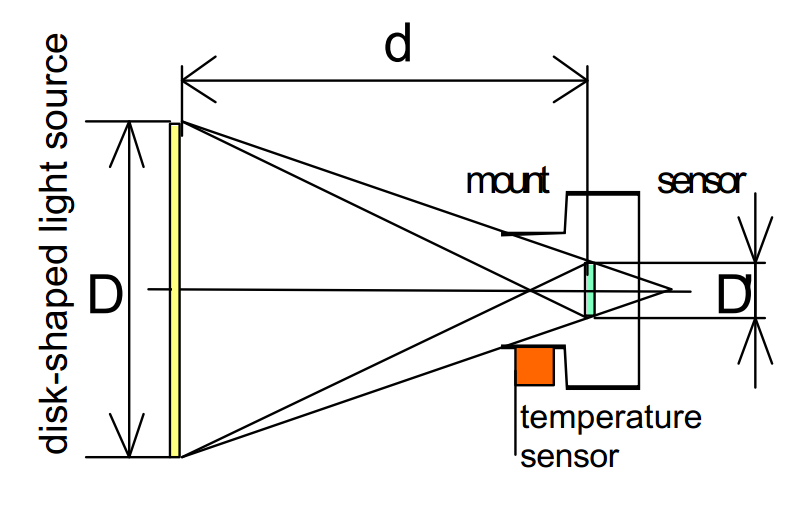 disk-shaped light source
d
mount
sensor
D
D'
temperature
sensor